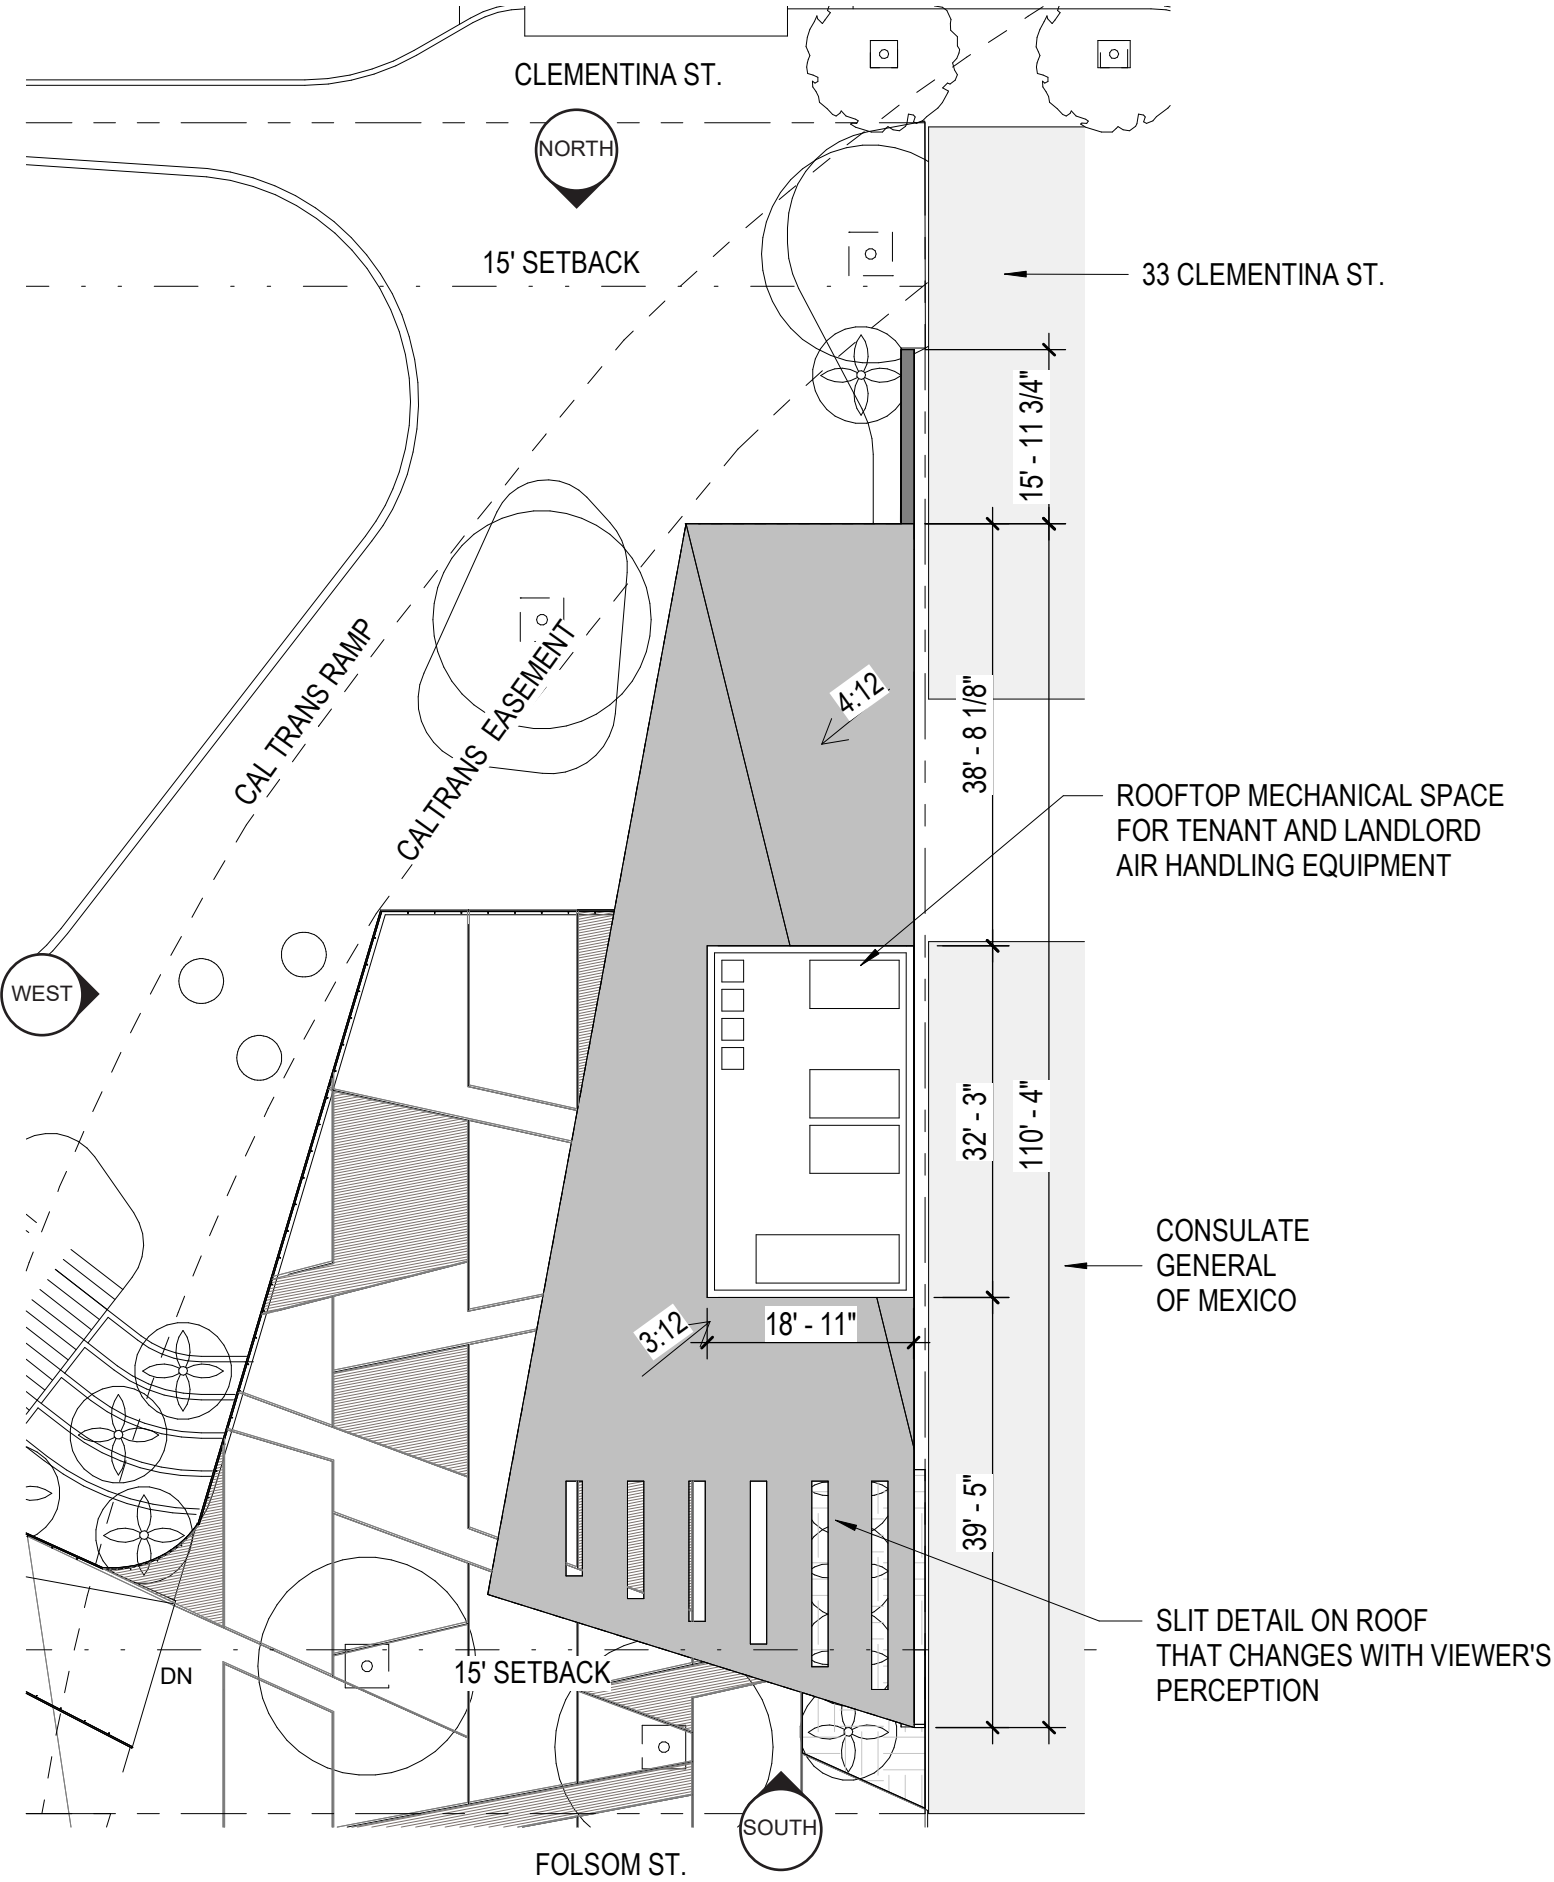 CLEMENTINA ST.
NORTH
15' SETBACK
33 CLEMENTINA ST.
15' - 11 3/4"
CAL TRANS RAMP
CALTRANS EASEMENT
4:12
38' - 8 1/8"
ROOFTOP MECHANICAL SPACE
FOR TENANT AND LANDLORD
AIR HANDLING EQUIPMENT
WEST
32' - 3"
110' - 4"
CONSULATE
GENERAL
OF MEXICO
3:12
18' - 11"
39' - 5"
SLIT DETAIL ON ROOF
THAT CHANGES WITH VIEWER'S
PERCEPTION
DN
15' SETBACK
SOUTH
FOLSOM ST.